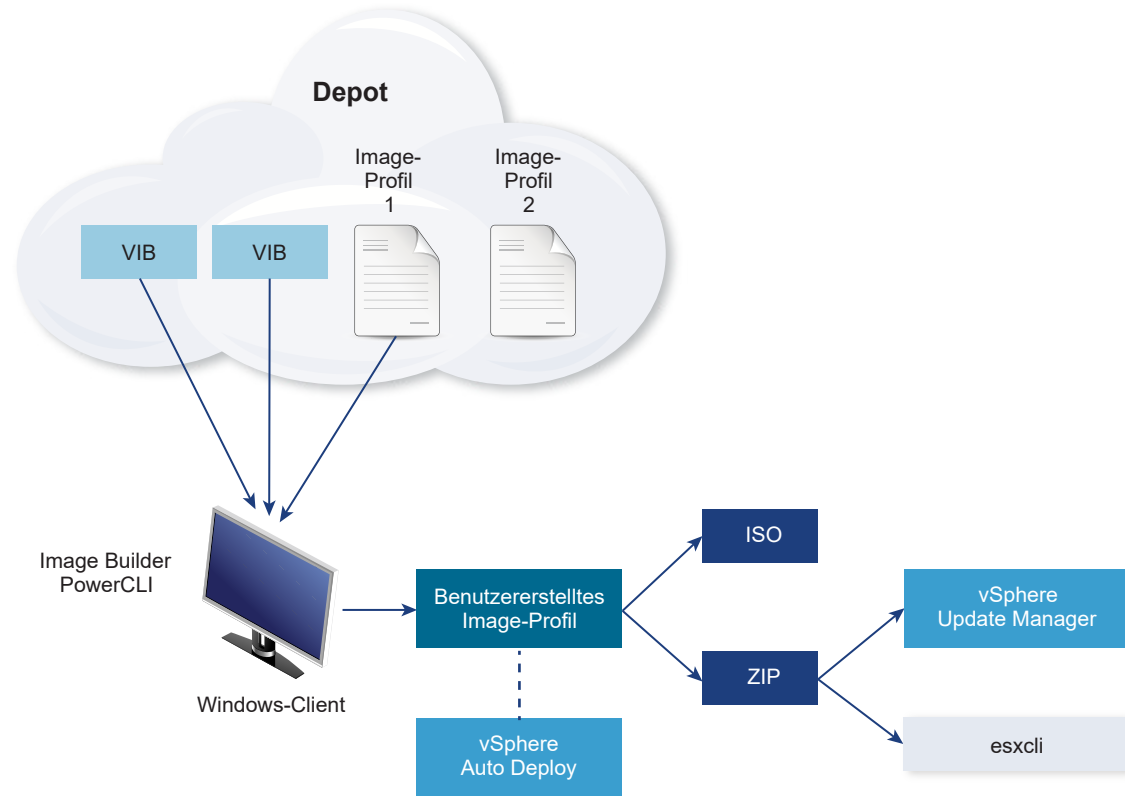 Depot
Image-
Profil
1
Image-
Profil
2
VIB
VIB
Image Builder
PowerCLI
Windows-Client
Benutzererstelltes
Image-Profil
vSphere
Auto Deploy
ISO
ZIP
vSphere
Update Manager
esxcli